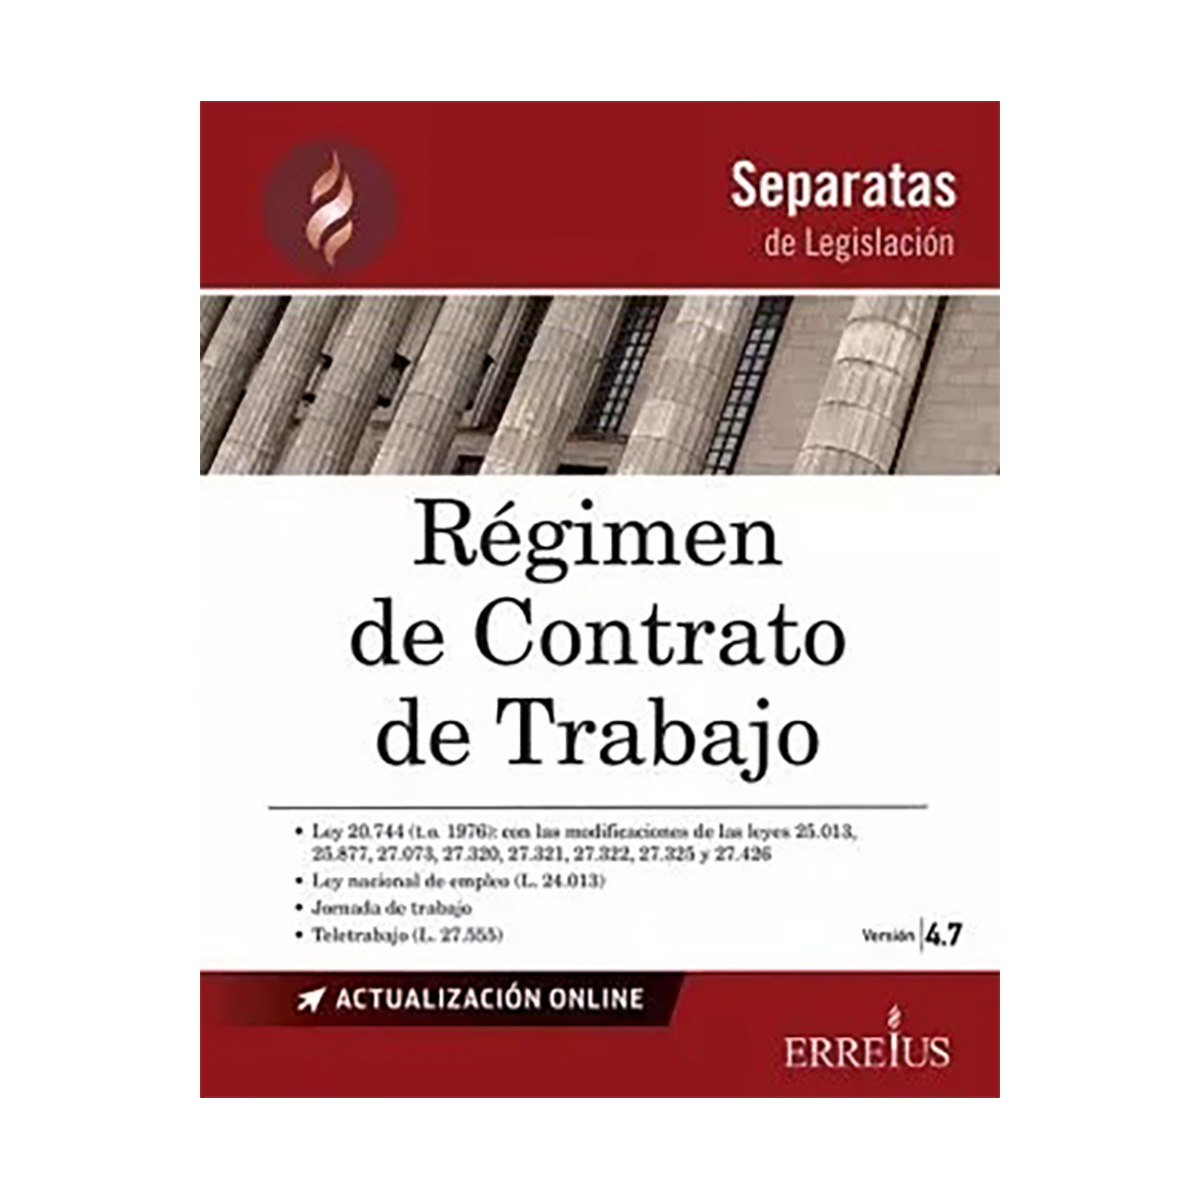 Separatas
de Legislación
Régimen
de Contrato
de Trabajo
• Ley 20.744 (t.o. 1976): con las modificaciones de las leyes 25.013,
25.877, 27.073, 27.320, 27.321, 27.322, 27.325 y 27.426
• Ley nacional de empleo (L. 24.013)
• Jornada de trabajo
• Teletrabajo (L. 27.555)
Versión 4.7
ACTUALIZACIÓN ONLINE
ERREIUS